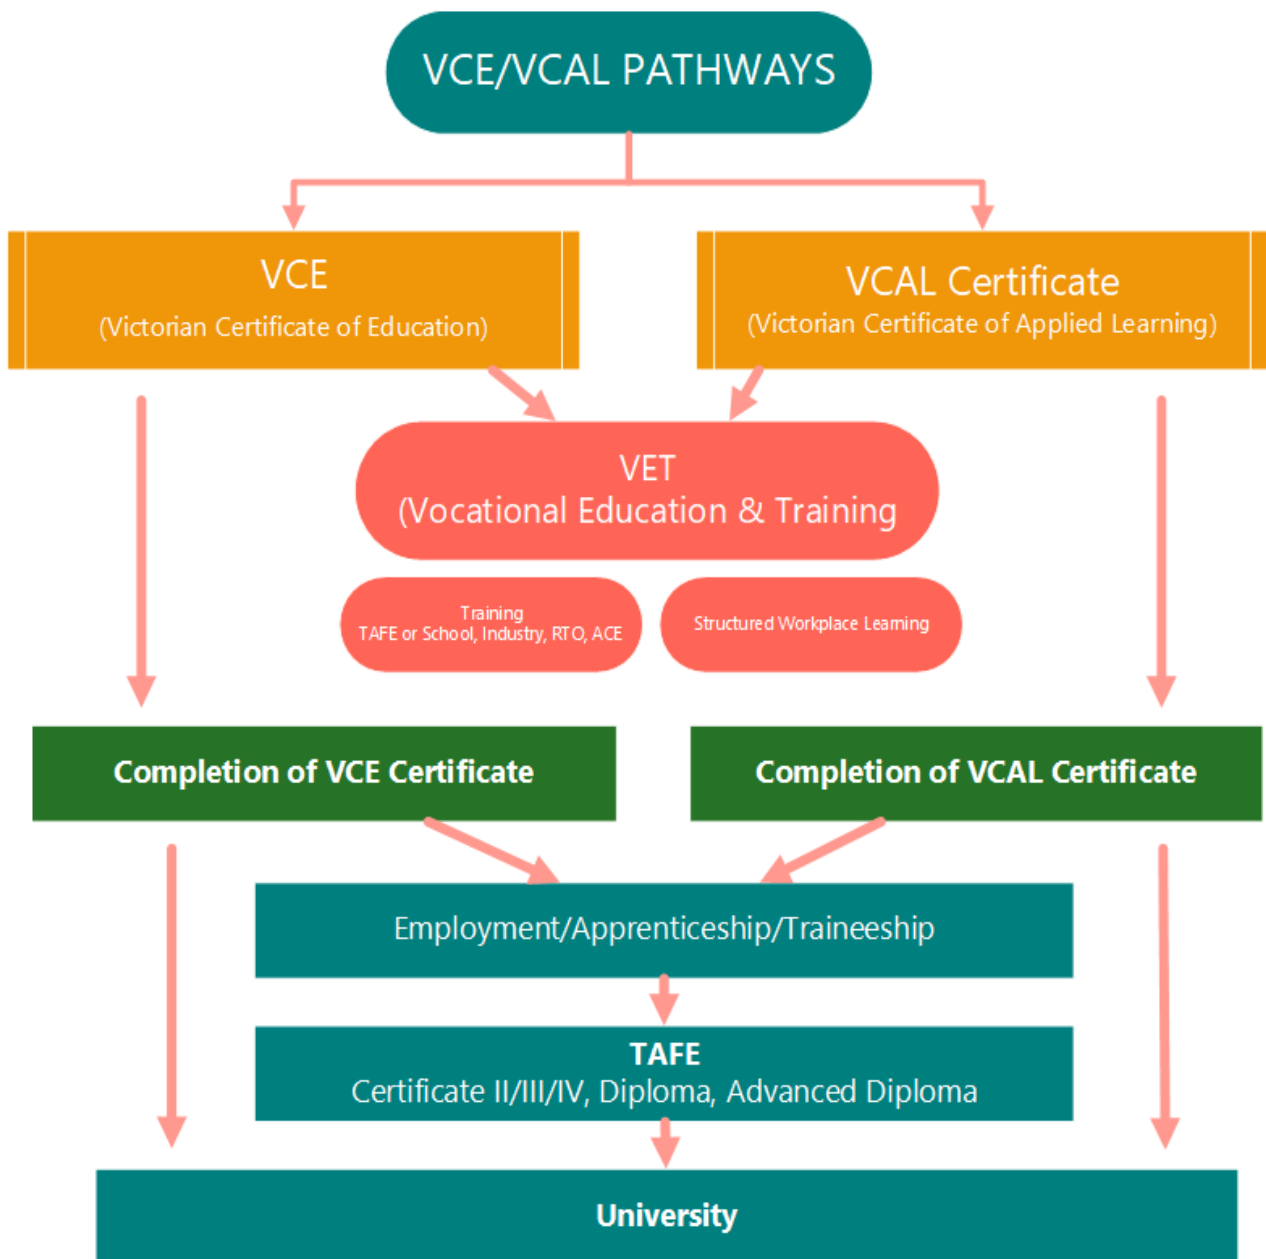 VCE/VCAL PATHWAYS
VCE
(Victorian Certificate of Education)
VCAL Certificate
(Victorian Certificate of Applied Learning)
VET
(Vocational Education & Training
Training
TAFE or School, Industry, RTO, ACE
Structured Workplace Learning
Completion of VCE Certificate
Completion of VCAL Certificate
Employment/Apprenticeship/Traineeship
TAFE
Certificate II/III/IV, Diploma, Advanced Diploma
University